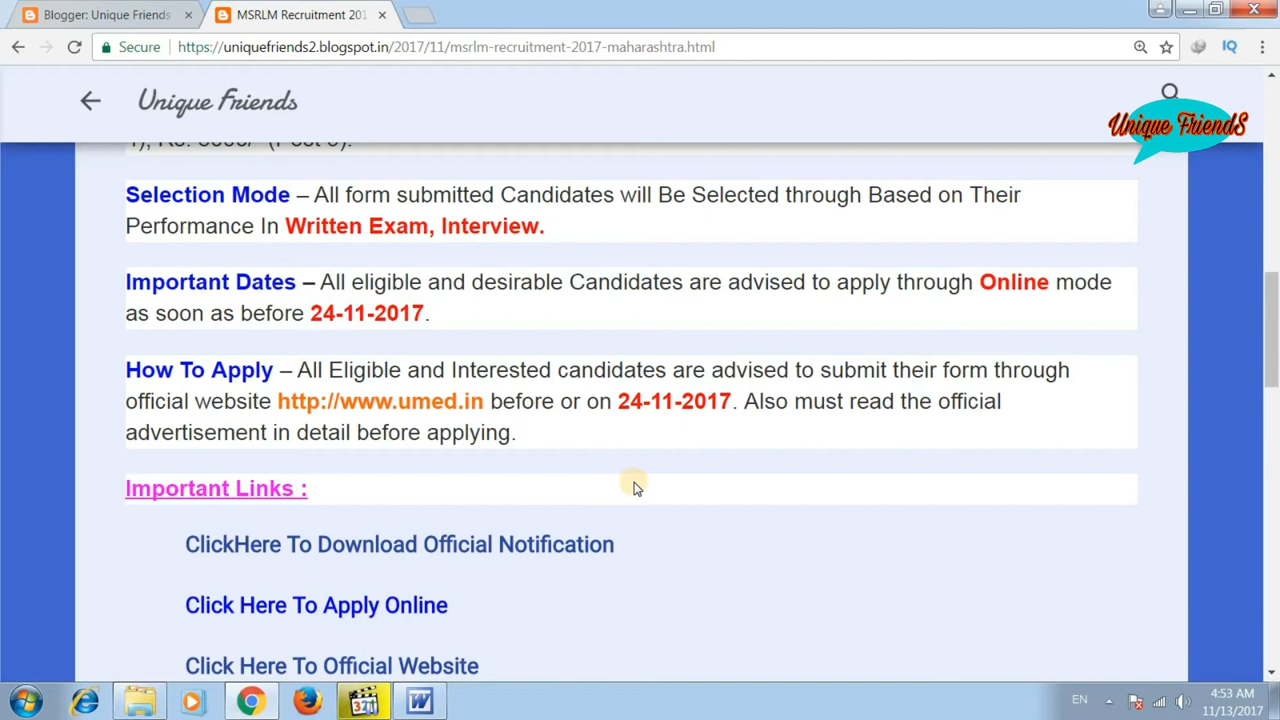 Blogger: Unique Friends
MSRLM Recruitment 201
Secure
https://uniquefriends2.blogspot.in/2017/11/msrlm-recruitment-2017-maharashtra.html
IQ
Unique Friends
Unique FriendS
Selection Mode – All form submitted Candidates will Be Selected through Based on Their
Performance In Written Exam, Interview.
Important Dates – All eligible and desirable Candidates are advised to apply through Online mode
as soon as before 24-11-2017.
How To Apply – All Eligible and Interested candidates are advised to submit their form through
official website http://www.umed.in before or on 24-11-2017. Also must read the official
advertisement in detail before applying.
Important Links :
ClickHere To Download Official Notification
Click Here To Apply Online
Click Here To Official Website
321
EN
4:53 AM
11/13/2017